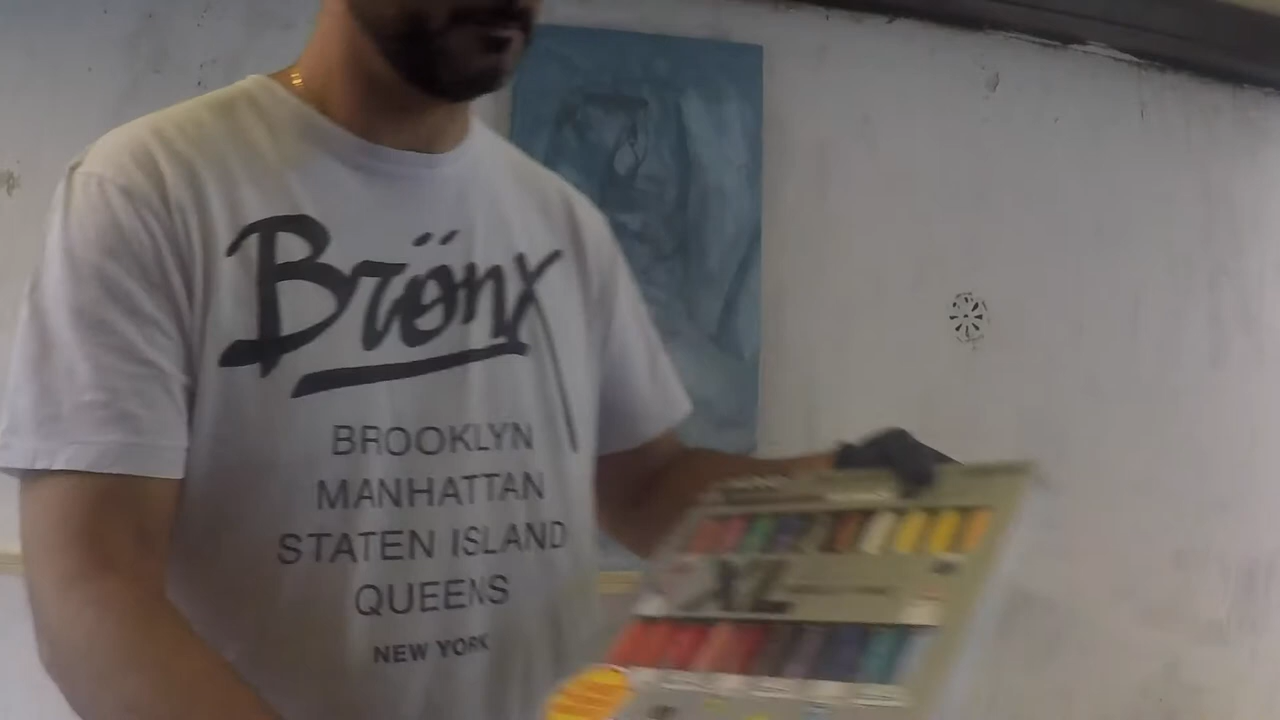 Brönx
BROOKLYN
MANHATTAN
STATEN ISLAND
QUEENS
NEW YORK
XL